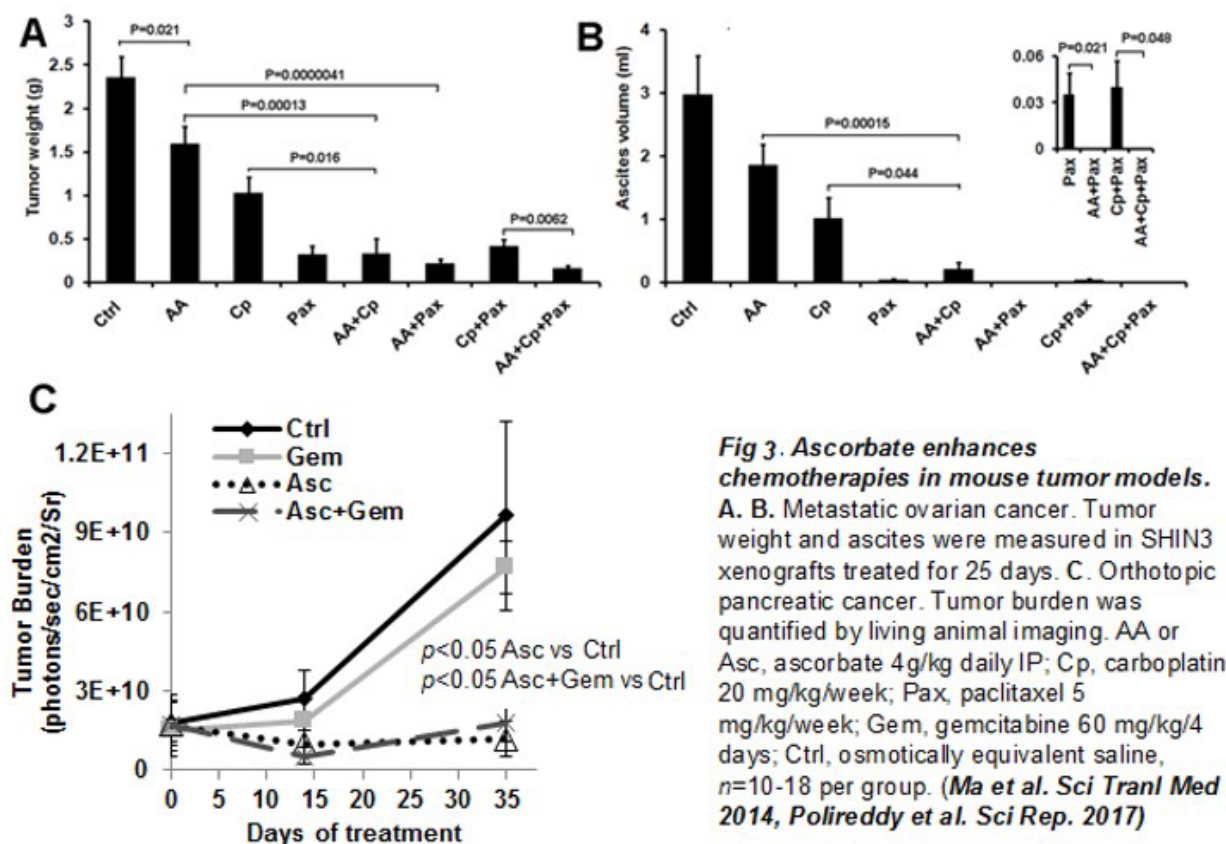 A
Tumor weight (g)
3
2.5
2
1.5
1
0.5
0
P=0.021
P=0.0000041
P=0.00013
P=0.016
P=0.0062
Ctrl
AA
Cp
Pax
AA+Cp
AA+Pax
Cp+Pax
AA+Cp+Pax
B
Ascites volume (ml)
4
3
2
1
0
P=0.00015
P=0.044
Ctrl
AA
Cp
Pax
AA+Cp
AA+Pax
Cp+Pax
AA+Cp+Pax
0.06
0.03
0
P=0.021
P=0.048
Pax
AA+Pax
Cp+Pax
AA+Cp+Pax
C
Tumor Burden
(photons/sec/cm2/Sr)
1.2E+11
9E+10
6E+10
3E+10
0
Ctrl
Gem
Asc
Asc+Gem
p<0.05 Asc vs Ctrl
p<0.05 Asc+Gem vs Ctrl
0 5 10 15 20 25 30 35
Days of treatment
Fig 3. Ascorbate enhances
chemotherapies in mouse tumor models.
A. B. Metastatic ovarian cancer. Tumor
weight and ascites were measured in SHIN3
xenografts treated for 25 days. C. Orthotopic
pancreatic cancer. Tumor burden was
quantified by living animal imaging. AA or
Asc, ascorbate 4g/kg daily IP; Cp, carboplatin
20 mg/kg/week; Pax, paclitaxel 5
mg/kg/week; Gem, gemcitabine 60 mg/kg/4
days; Ctrl, osmotically equivalent saline,
n=10-18 per group. (Ma et al. Sci Tranl Med
2014, Polireddy et al. Sci Rep. 2017)